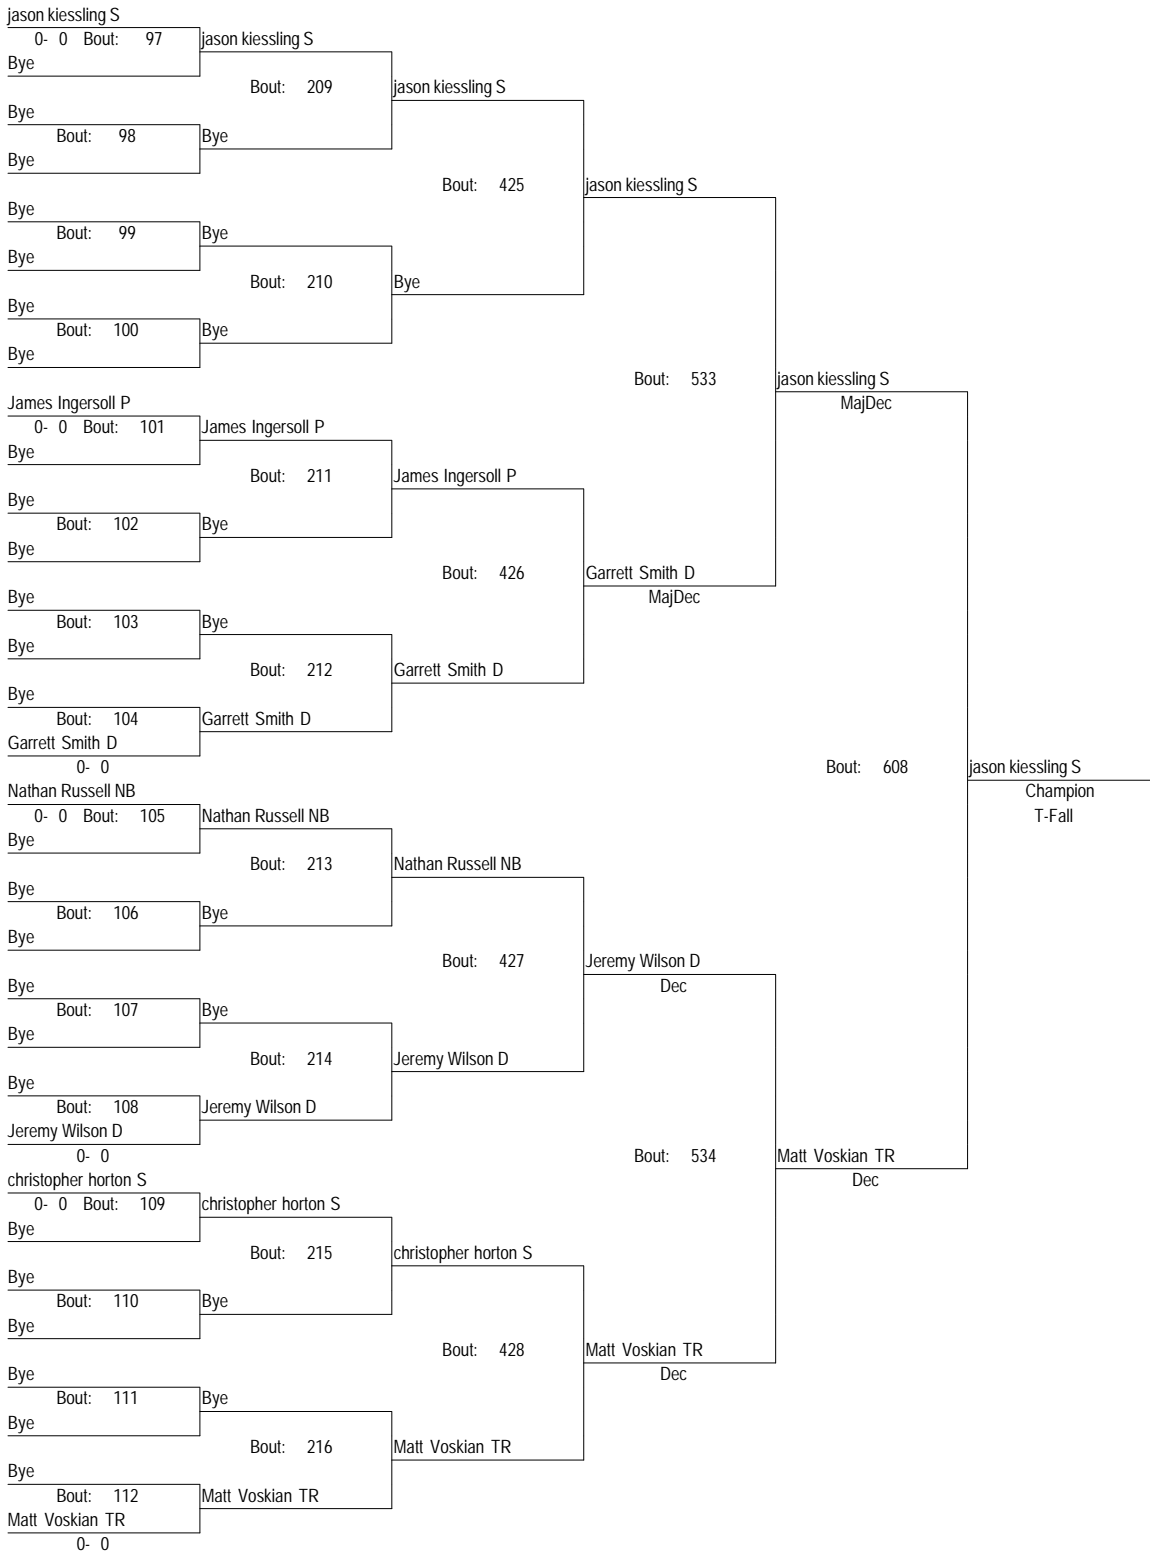 jason kiessling S
0- 0 Bout: 97 jason kiessling S
Bye
Bout: 209 jason kiessling S
Bye
Bout: 98 Bye
Bye
Bout: 425 jason kiessling S
Bye
Bout: 99 Bye
Bye
Bout: 210 Bye
Bye
Bout: 100 Bye
Bye
Bout: 533 jason kiessling S
James Ingersoll P MajDec
0- 0 Bout: 101 James Ingersoll P
Bye
Bout: 211 James Ingersoll P
Bye
Bout: 102 Bye
Bye
Bout: 426 Garrett Smith D
Bye MajDec
Bout: 103 Bye
Bye
Bout: 212 Garrett Smith D
Bye
Bout: 104 Garrett Smith D
Garrett Smith D
0- 0 Bout: 608 jason kiessling S
Nathan Russell NB Champion
0- 0 Bout: 105 Nathan Russell NB T-Fall
Bye
Bout: 213 Nathan Russell NB
Bye
Bout: 106 Bye
Bye
Bout: 427 Jeremy Wilson D
Bye Dec
Bout: 107 Bye
Bye
Bout: 214 Jeremy Wilson D
Bye
Bout: 108 Jeremy Wilson D
Jeremy Wilson D
0- 0 Bout: 534 Matt Voskian TR
christopher horton S Dec
0- 0 Bout: 109 christopher horton S
Bye
Bout: 215 christopher horton S
Bye
Bout: 110 Bye
Bye
Bout: 428 Matt Voskian TR
Bye Dec
Bout: 111 Bye
Bye
Bout: 216 Matt Voskian TR
Bye
Bout: 112 Matt Voskian TR
Matt Voskian TR
0- 0